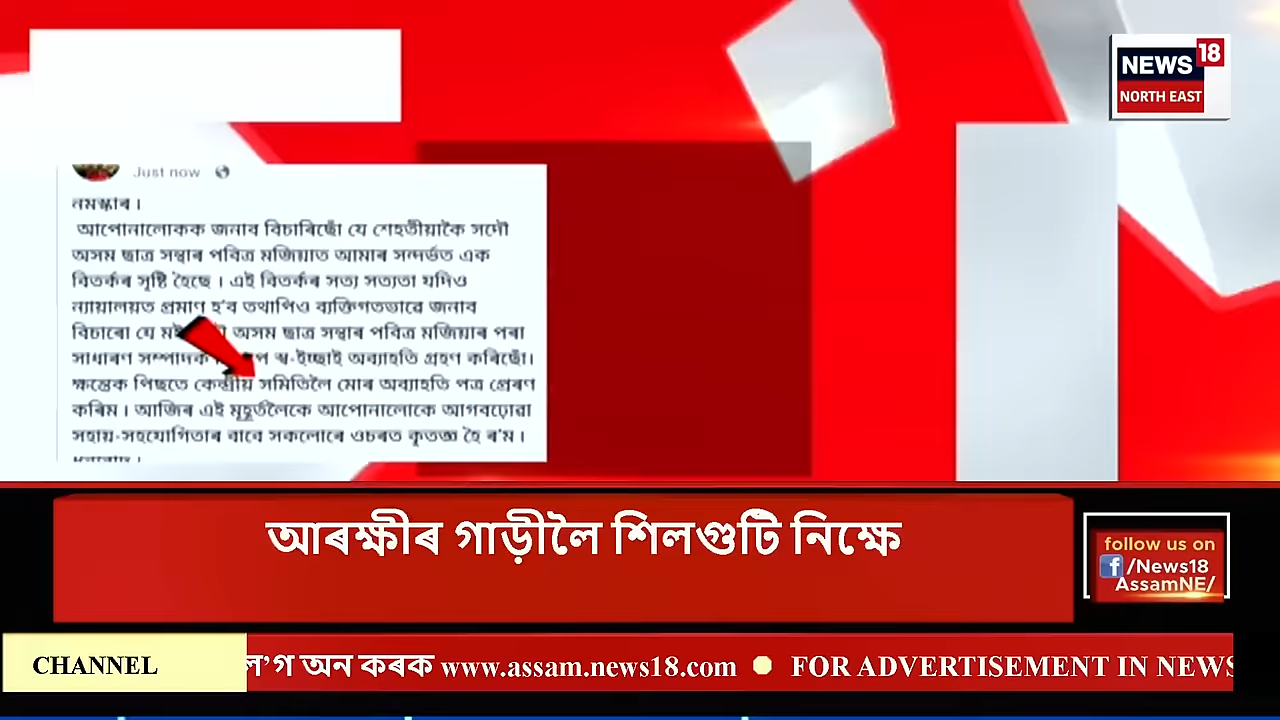 NEWS 18
NORTH EAST
Just now
নমস্কাৰ ।
আপোনালোকক জনাব বিচাৰিছোঁ যে শেহতীয়াকৈ সদৌ
অসম ছাত্ৰ সন্থাৰ পবিত্ৰ মজিয়াত আমাৰ সন্দৰ্ভত এক
বিতৰ্কৰ সৃষ্টি হৈছে । এই বিতৰ্কৰ সত্য সত্যতা যদিও
ন্যায়ালয়ত প্ৰমাণ হ'ব তথাপিও ব্যক্তিগতভাৱে জনাব
বিচাৰো যে অসম ছাত্ৰ সন্থাৰ পবিত্ৰ মজিয়াৰ পৰা
সাধাৰণ সম্পাদক স্ব-ইচ্ছাই অব্যাহতি গ্ৰহণ কৰিছোঁ।
ক্ষন্তেক পিছতে কেন্দ্ৰীয় সমিতিলৈ মোৰ অব্যাহতি পত্ৰ প্ৰেৰণ
কৰিম । আজিৰ এই মূহূৰ্তলৈকে আপোনালোকে আগবঢ়োৱা
সহায়-সহযোগিতাৰ বাবে সকলোৰে ওচৰত কৃতজ্ঞ হৈ ৰ'ম ।
আৰক্ষীৰ গাড়ীলৈ শিলগুটি নিক্ষে
follow us on
f /News18
AssamNE/
CHANNEL ল'গ অন কৰক www.assam.news18.com FOR ADVERTISEMENT IN NEWS